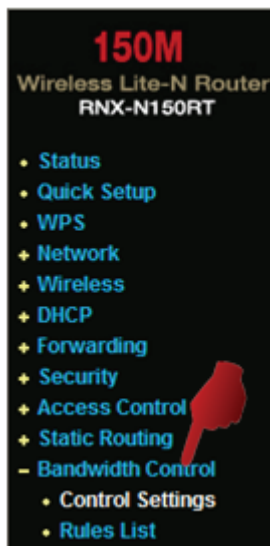 150M
Wireless Lite-N Router
RNX-N150RT
Status
Quick Setup
WPS
Network
Wireless
DHCP
Forwarding
Security
Access Control
Static Routing
Bandwidth Control
Control Settings
Rules List